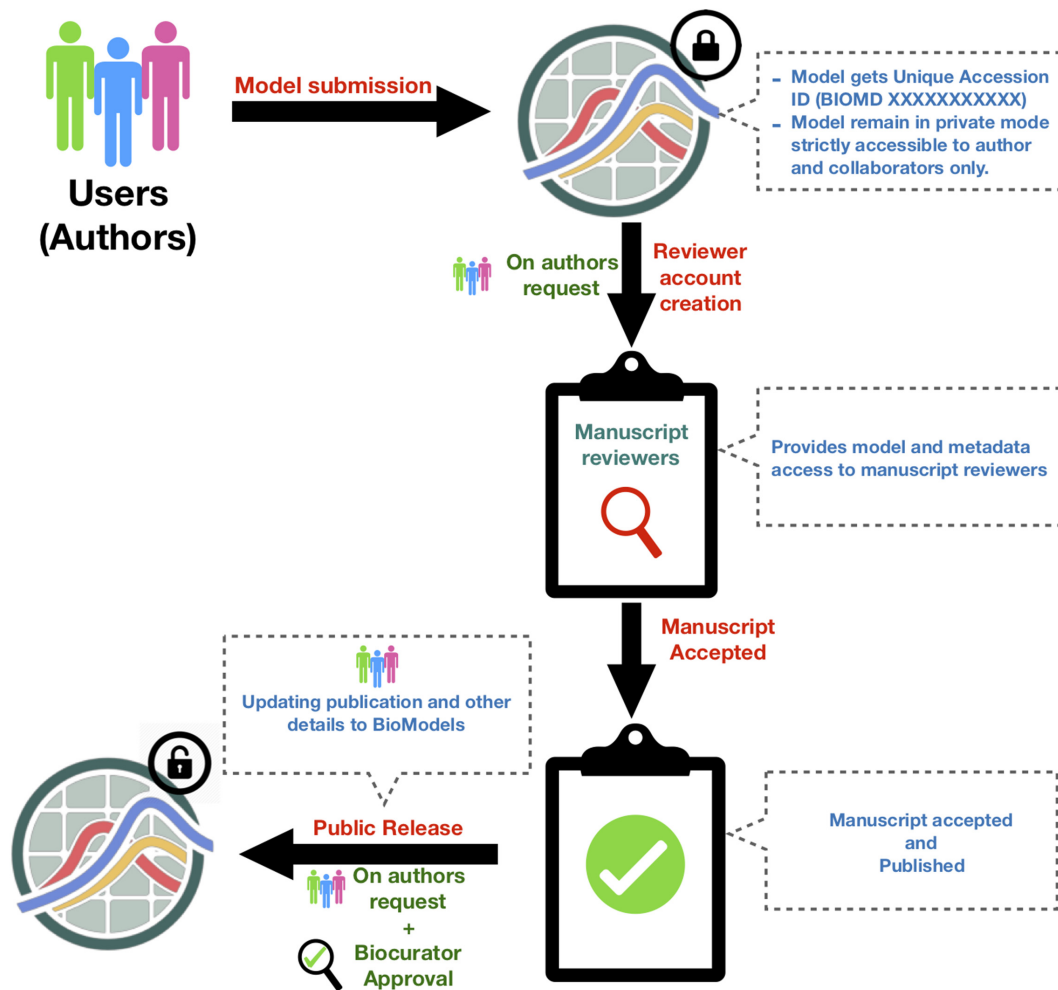 Users
(Authors)
Model submission
- Model gets Unique Accession
ID (BIOMD XXXXXXXXXXX)
- Model remain in private mode
strictly accessible to author
and collaborators only.
On authors
request
Reviewer
account
creation
Manuscript
reviewers
Provides model and metadata
access to manuscript reviewers
Manuscript
Accepted
Updating publication and other
details to BioModels
Manuscript accepted
and
Published
Public Release
On authors
request
+
Biocurator
Approval